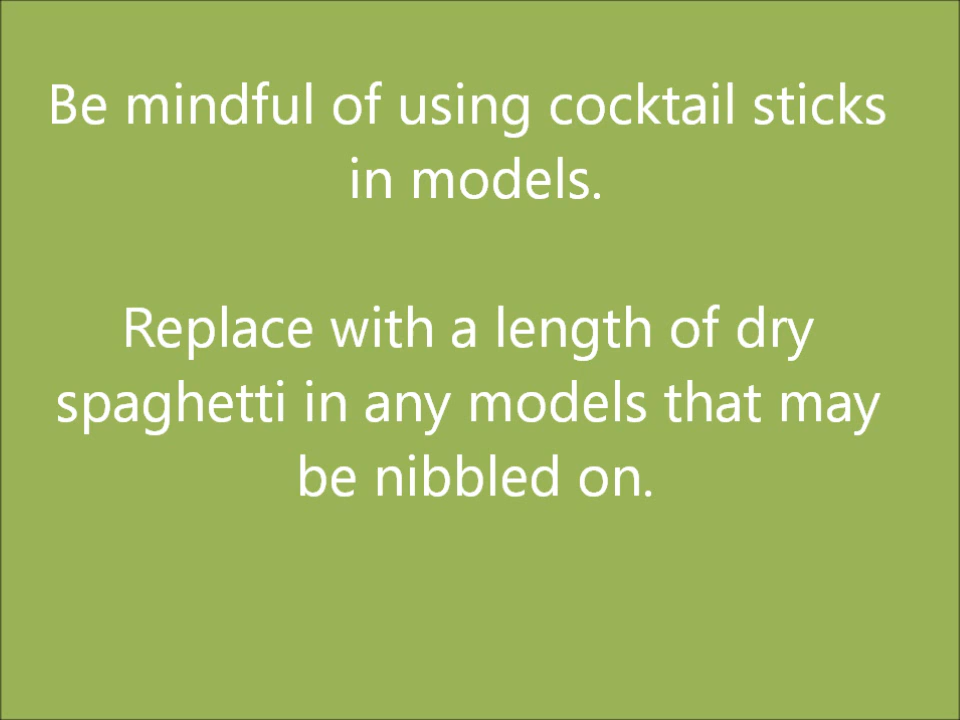 Be mindful of using cocktail sticks
in models.
Replace with a length of dry
spaghetti in any models that may
be nibbled on.